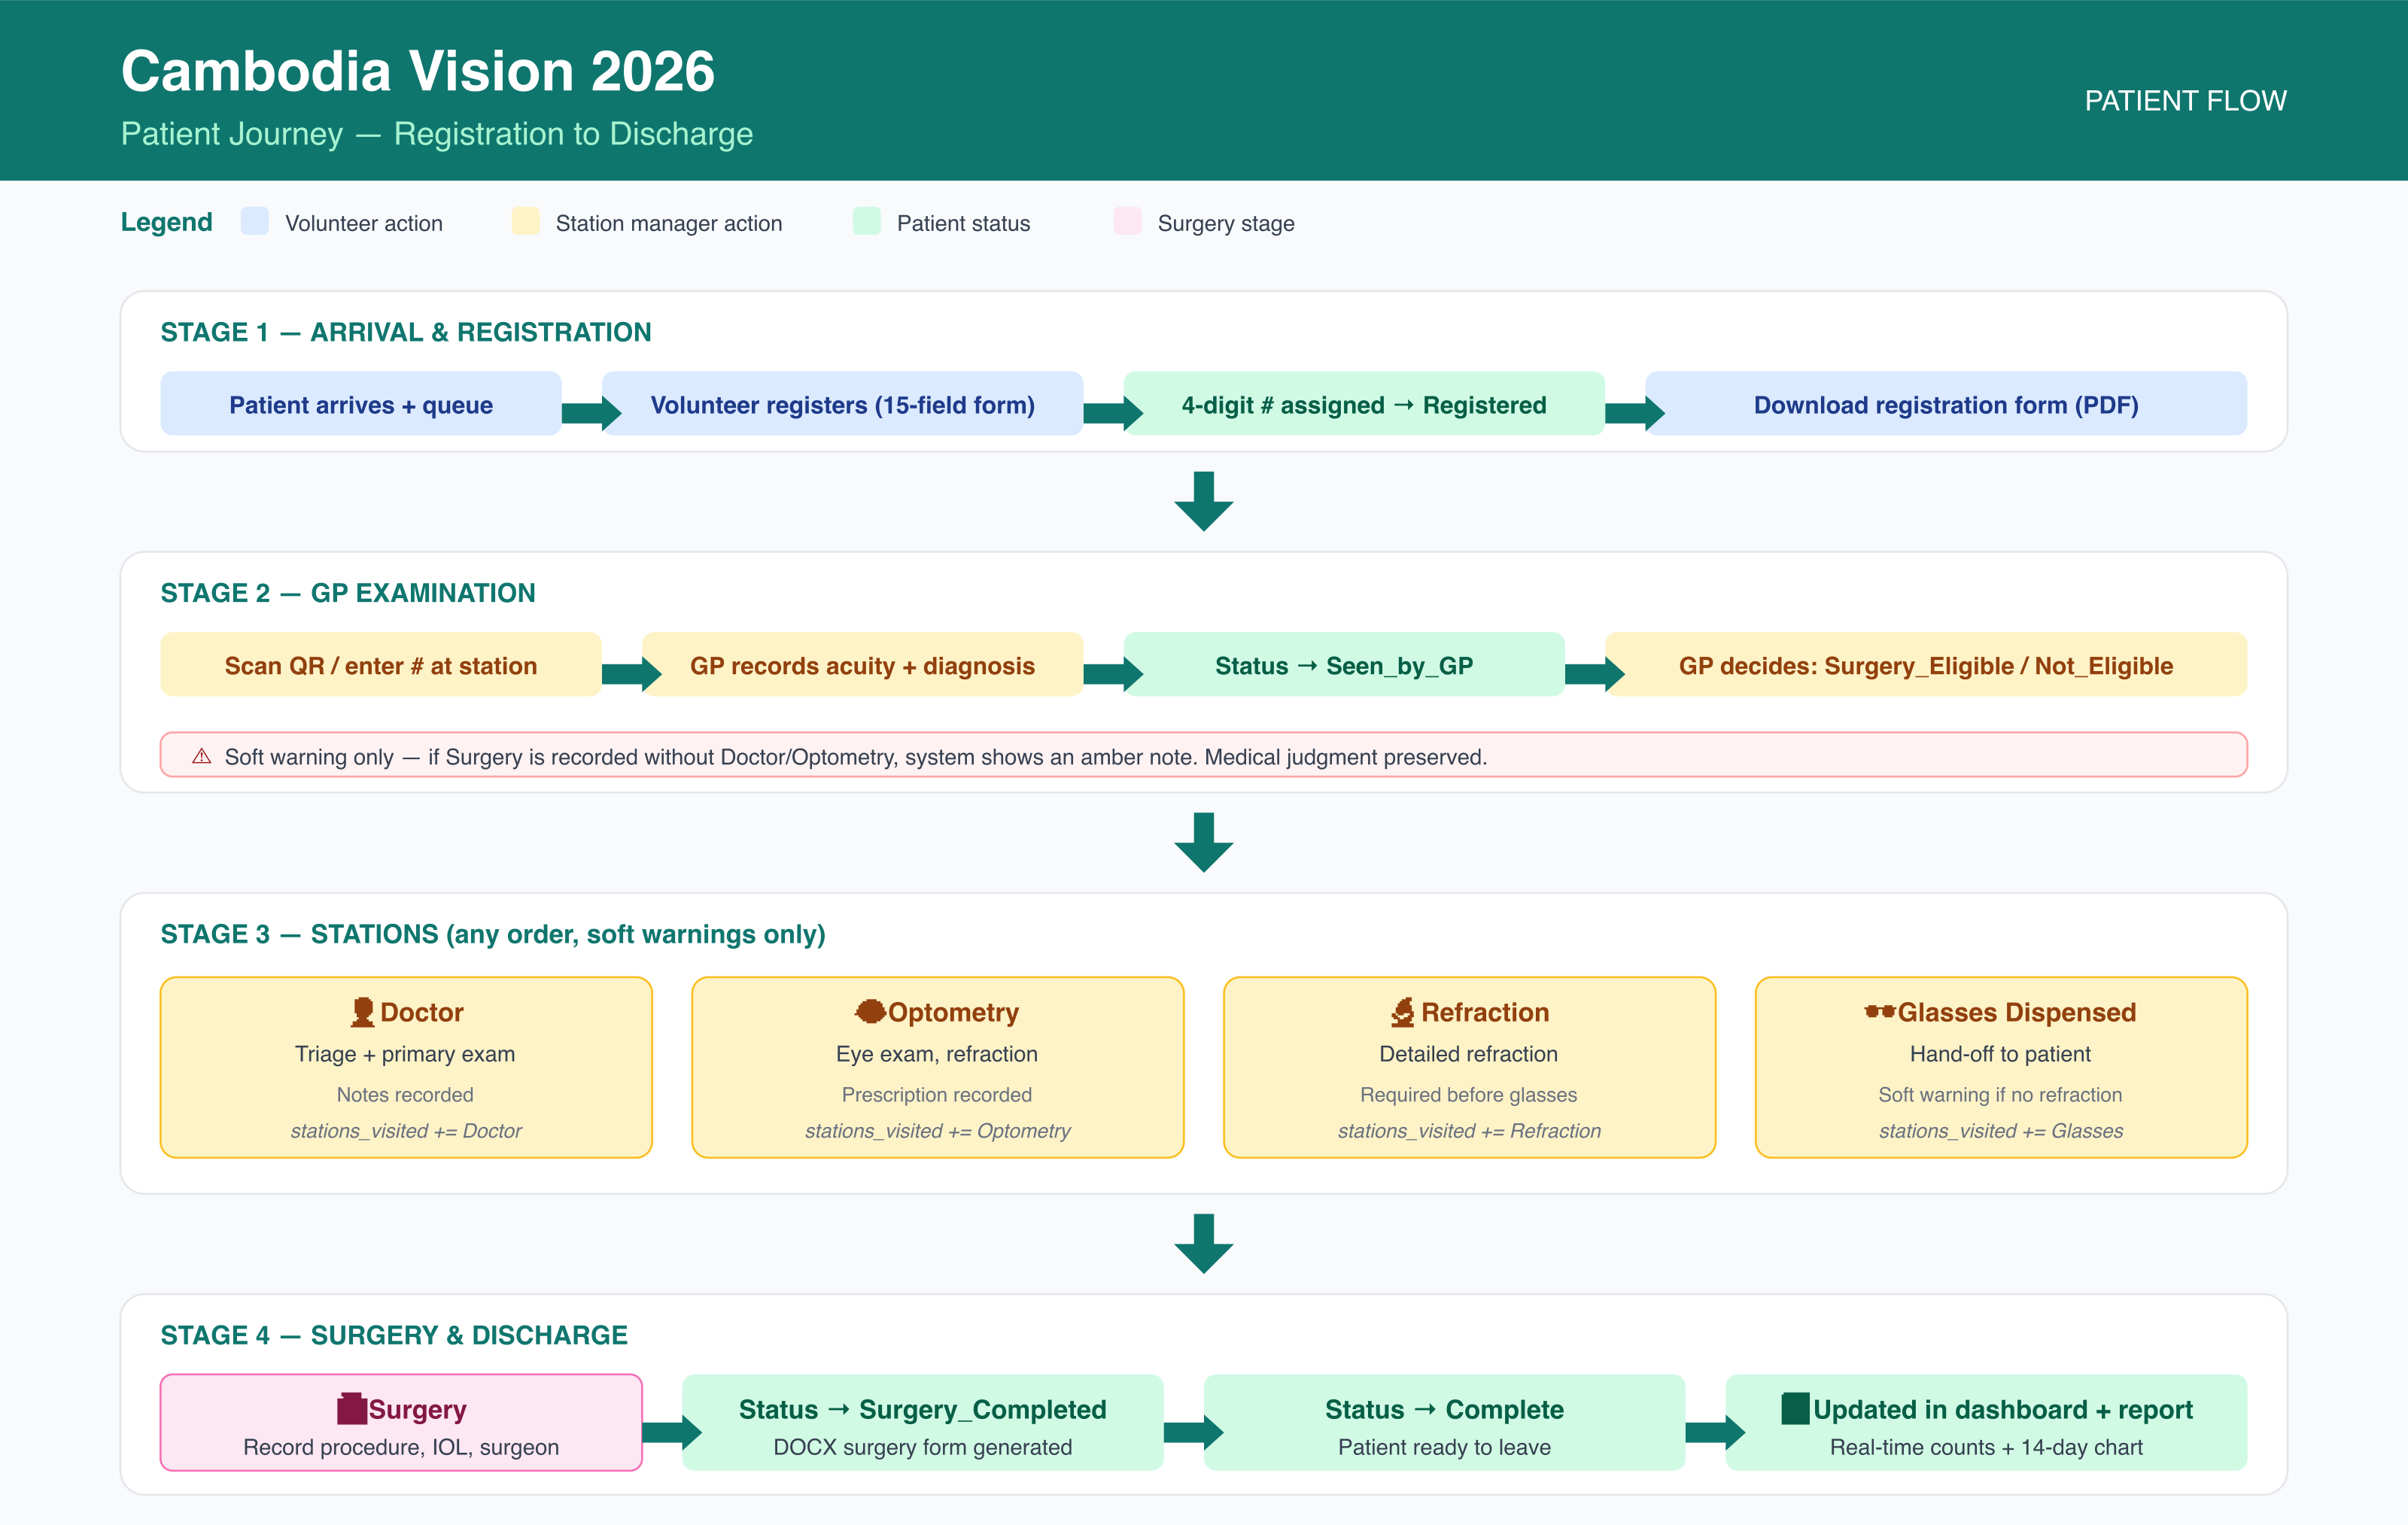 Cambodia Vision 2026
Patient Journey — Registration to Discharge
PATIENT FLOW
Legend
Volunteer action
Station manager action
Patient status
Surgery stage
STAGE 1 — ARRIVAL & REGISTRATION
Patient arrives + queue
Volunteer registers (15-field form)
4-digit # assigned → Registered
Download registration form (PDF)
STAGE 2 — GP EXAMINATION
Scan QR / enter # at station
GP records acuity + diagnosis
Status → Seen_by_GP
GP decides: Surgery_Eligible / Not_Eligible
⚠ Soft warning only — if Surgery is recorded without Doctor/Optometry, system shows an amber note. Medical judgment preserved.
STAGE 3 — STATIONS (any order, soft warnings only)
Doctor
Triage + primary exam
Notes recorded
stations_visited += Doctor
Optometry
Eye exam, refraction
Prescription recorded
stations_visited += Optometry
Refraction
Detailed refraction
Required before glasses
stations_visited += Refraction
Glasses Dispensed
Hand-off to patient
Soft warning if no refraction
stations_visited += Glasses
STAGE 4 — SURGERY & DISCHARGE
Surgery
Record procedure, IOL, surgeon
Status → Surgery_Completed
DOCX surgery form generated
Status → Complete
Patient ready to leave
Updated in dashboard + report
Real-time counts + 14-day chart